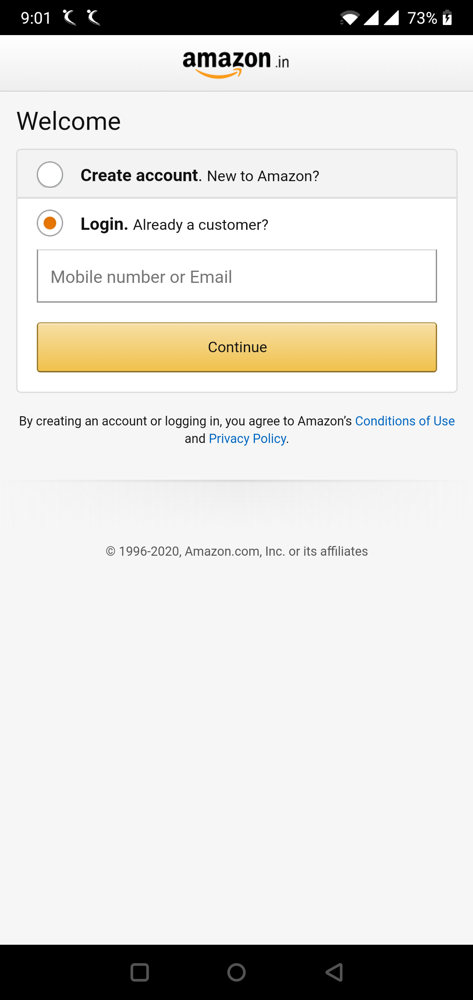 9:01 73%
amazon.in
Welcome
Create account. New to Amazon?
Login. Already a customer?
Mobile number or Email
Continue
By creating an account or logging in, you agree to Amazon’s Conditions of Use
and Privacy Policy.
© 1996-2020, Amazon.com, Inc. or its affiliates